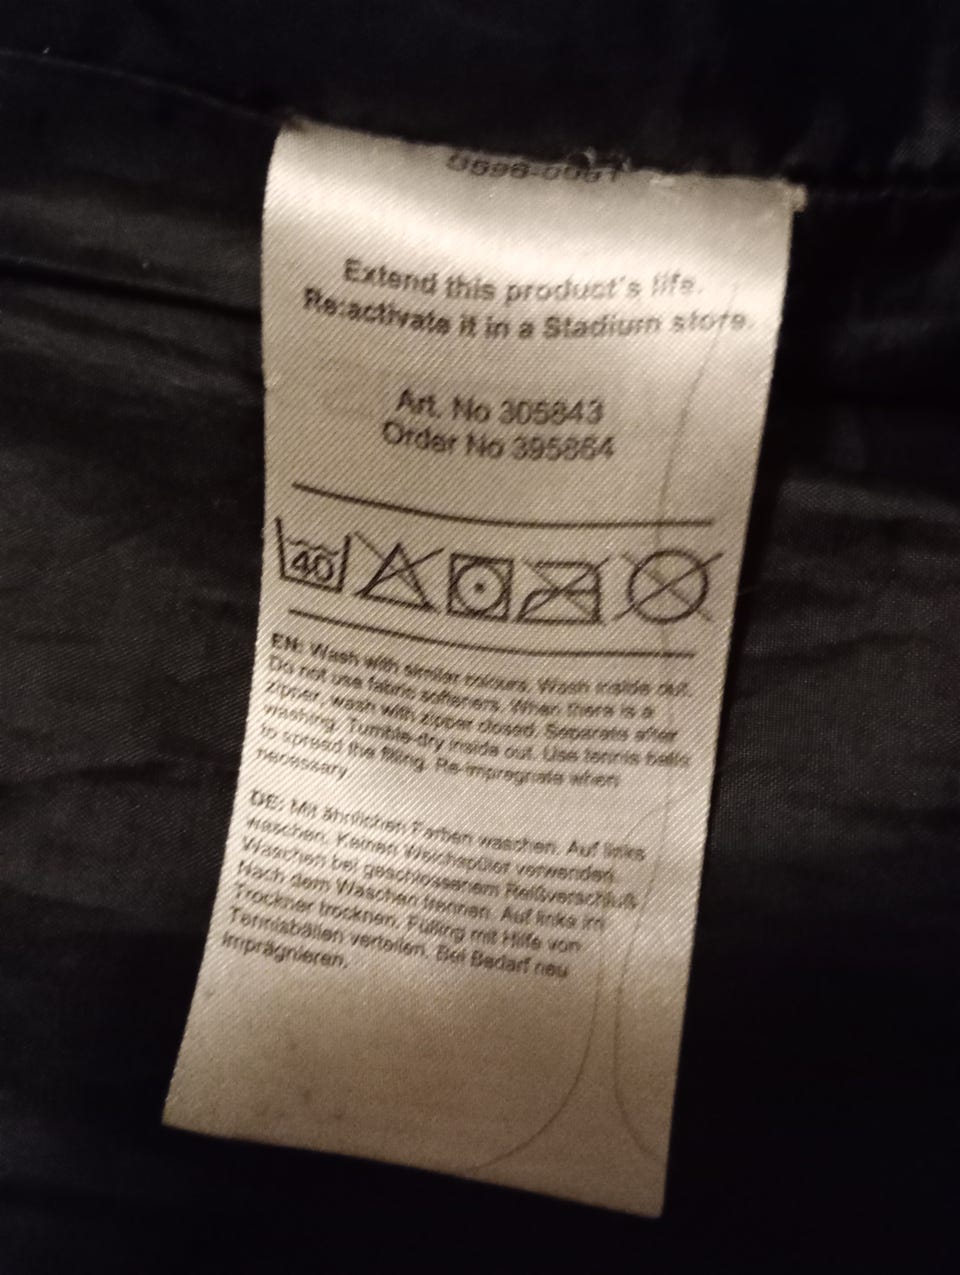 Extend this product's life.
Re:activate it in a Stadium store.
Art. No 305843
Order No 395864
40
EN: Wash with similar colours. Wash inside out.
Do not use fabric softeners. When there is a
zipper, wash with zipper closed. Separate after
washing. Tumble-dry inside out. Use tennis balls
to spread the filling. Re-impregnate when
necessary.
DE: Mit ähnlichen Farben waschen. Auf links
waschen. Keinen Weichspüler verwenden.
Waschen bei geschlossenem Reißverschluß.
Nach dem Waschen trennen. Auf links im
Trockner trocknen. Füllung mit Hilfe von
Tennisbällen verteilen. Bei Bedarf neu
imprägnieren.